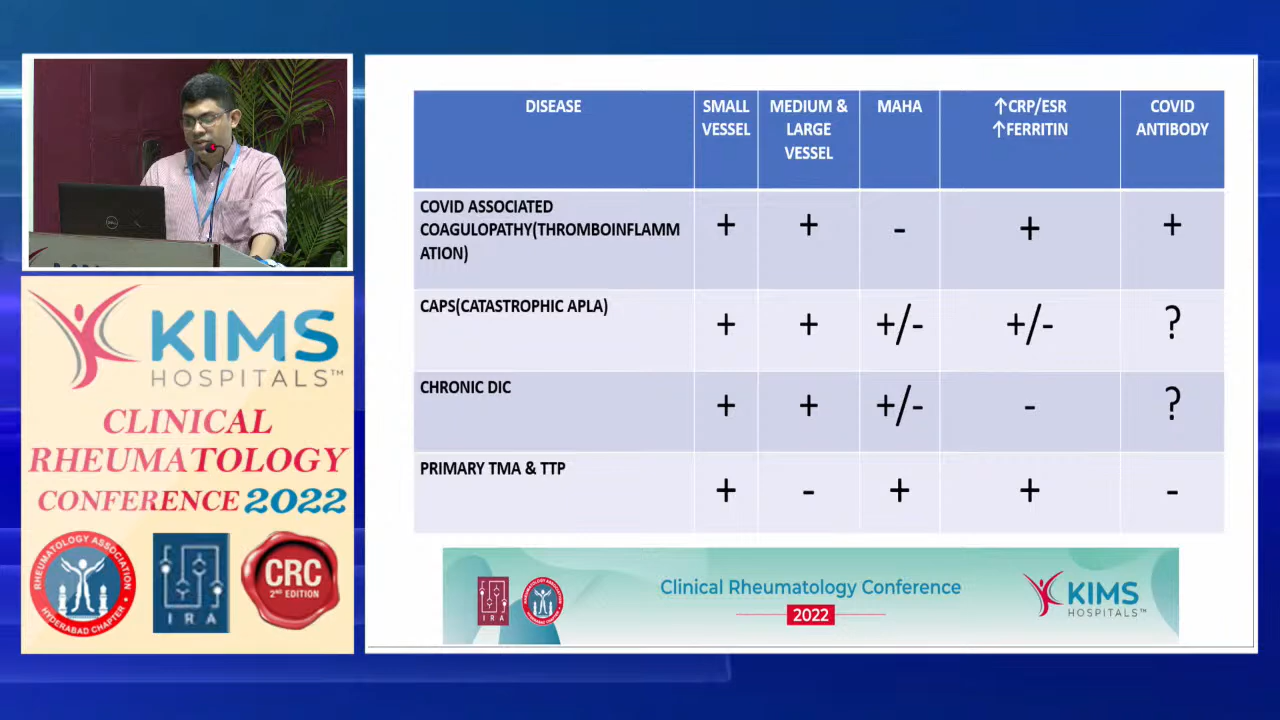 KIMS
HOSPITALS™
CLINICAL
RHEUMATOLOGY
CONFERENCE 2022
RHEUMATOLOGY ASSOCIATION
HYDERABAD CHAPTER
IRA
CRC
2ND EDITION
DISEASE
SMALL VESSEL
MEDIUM & LARGE VESSEL
MAHA
↑CRP/ESR ↑FERRITIN
COVID ANTIBODY
COVID ASSOCIATED
COAGULOPATHY(THROMBOINFLAMM
ATION)
+ + - + +
CAPS(CATASTROPHIC APLA)
+ + +/- +/- ?
CHRONIC DIC
+ + +/- - ?
PRIMARY TMA & TTP
+ - + + -
IRA
Clinical Rheumatology Conference
2022
KIMS
HOSPITALS™